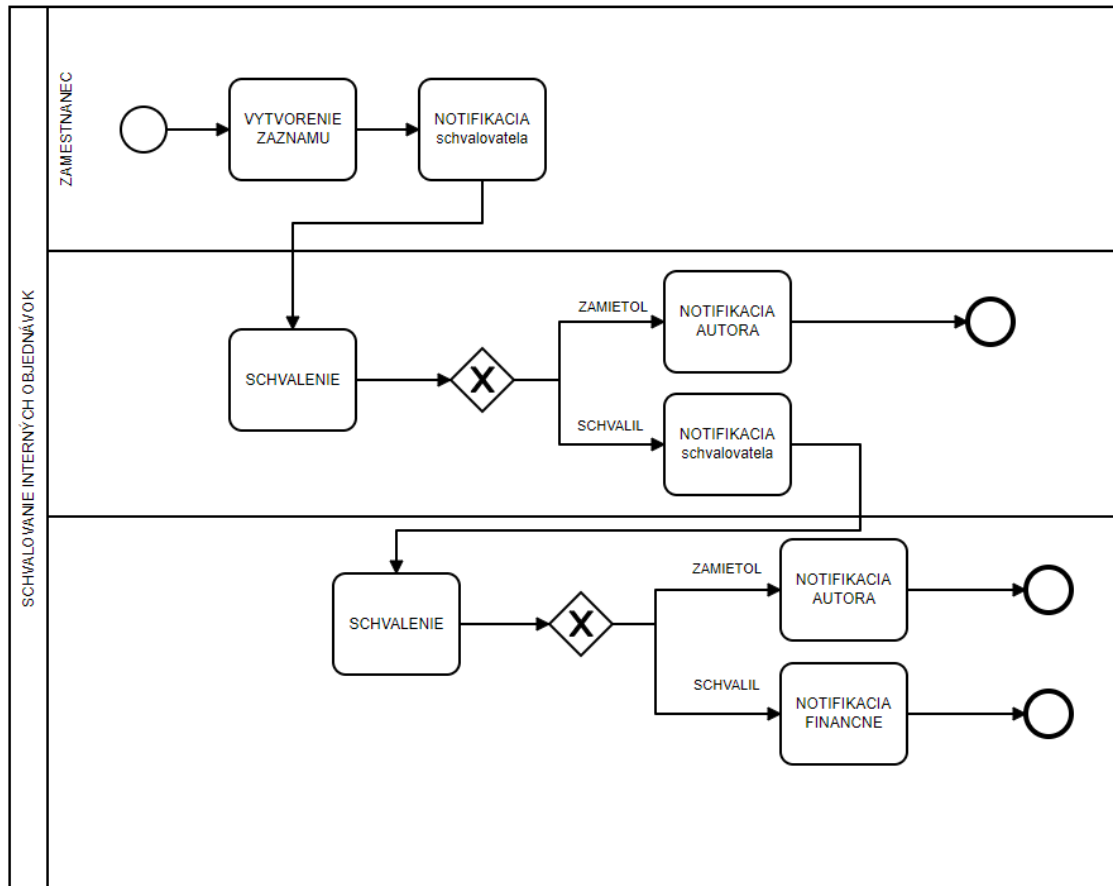 SCHVALOVANIE INTERNÝCH OBJEDNÁVOK
ZAMESTNANEC
VYTVORENIE
ZAZNAMU
NOTIFIKACIA
schvalovatela
SCHVALENIE
X
ZAMIETOL
NOTIFIKACIA
AUTORA
SCHVALIL
NOTIFIKACIA
schvalovatela
SCHVALENIE
X
ZAMIETOL
NOTIFIKACIA
AUTORA
SCHVALIL
NOTIFIKACIA
FINANCNE